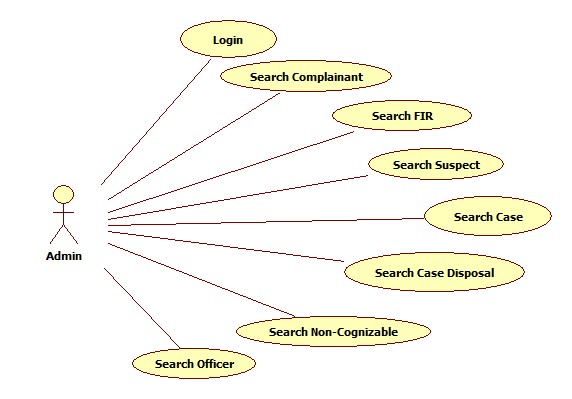 Login
Search Complainant
Search FIR
Search Suspect
Search Case
Admin
Search Case Disposal
Search Non-Cognizable
Search Officer